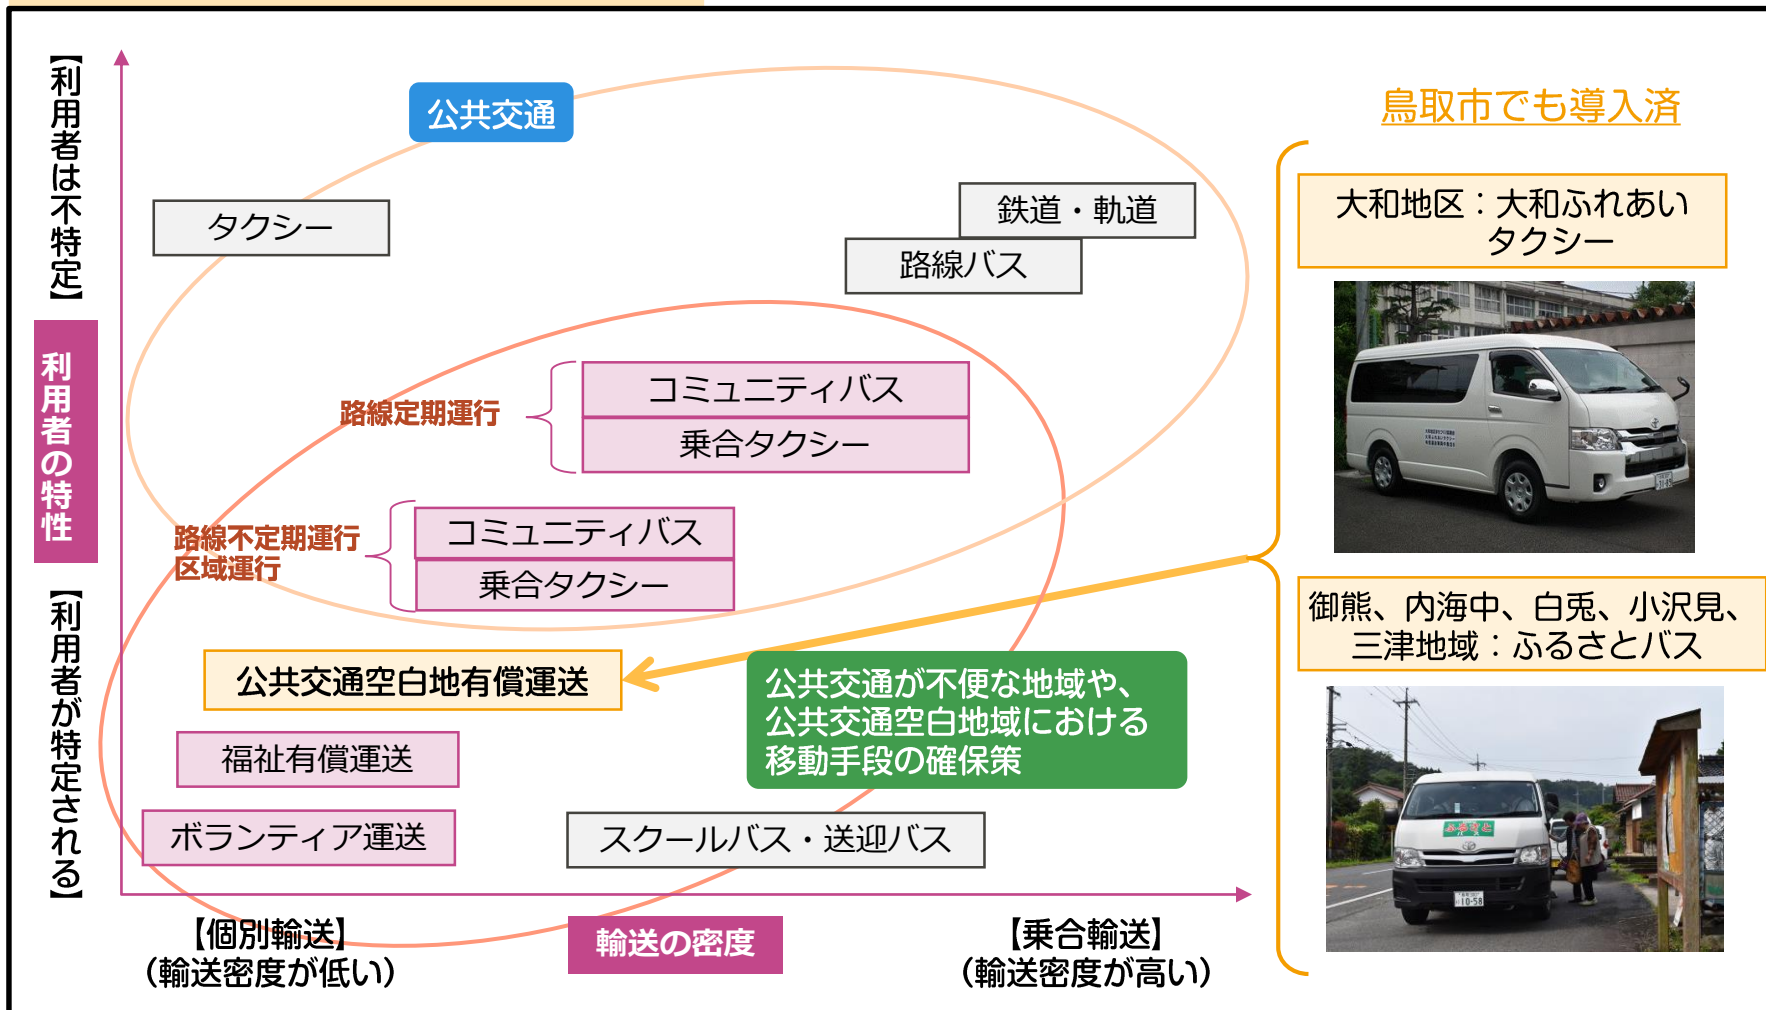 【利用者は不特定】
公共交通
鳥取市でも導入済
タクシー
鉄道・軌道
路線バス
大和地区：大和ふれあい
タクシー
利用者の特性
路線定期運行
コミュニティバス
乗合タクシー
路線不定期運行
区域運行
コミュニティバス
乗合タクシー
【利用者が特定される】
公共交通空白地有償運送
公共交通が不便な地域や、
公共交通空白地域における
移動手段の確保策
御熊、内海中、白兎、小沢見、
三津地域：ふるさとバス
福祉有償運送
ボランティア運送
スクールバス・送迎バス
ふるさと
10-58
【個別輸送】
（輸送密度が低い）
輸送の密度
【乗合輸送】
（輸送密度が高い）